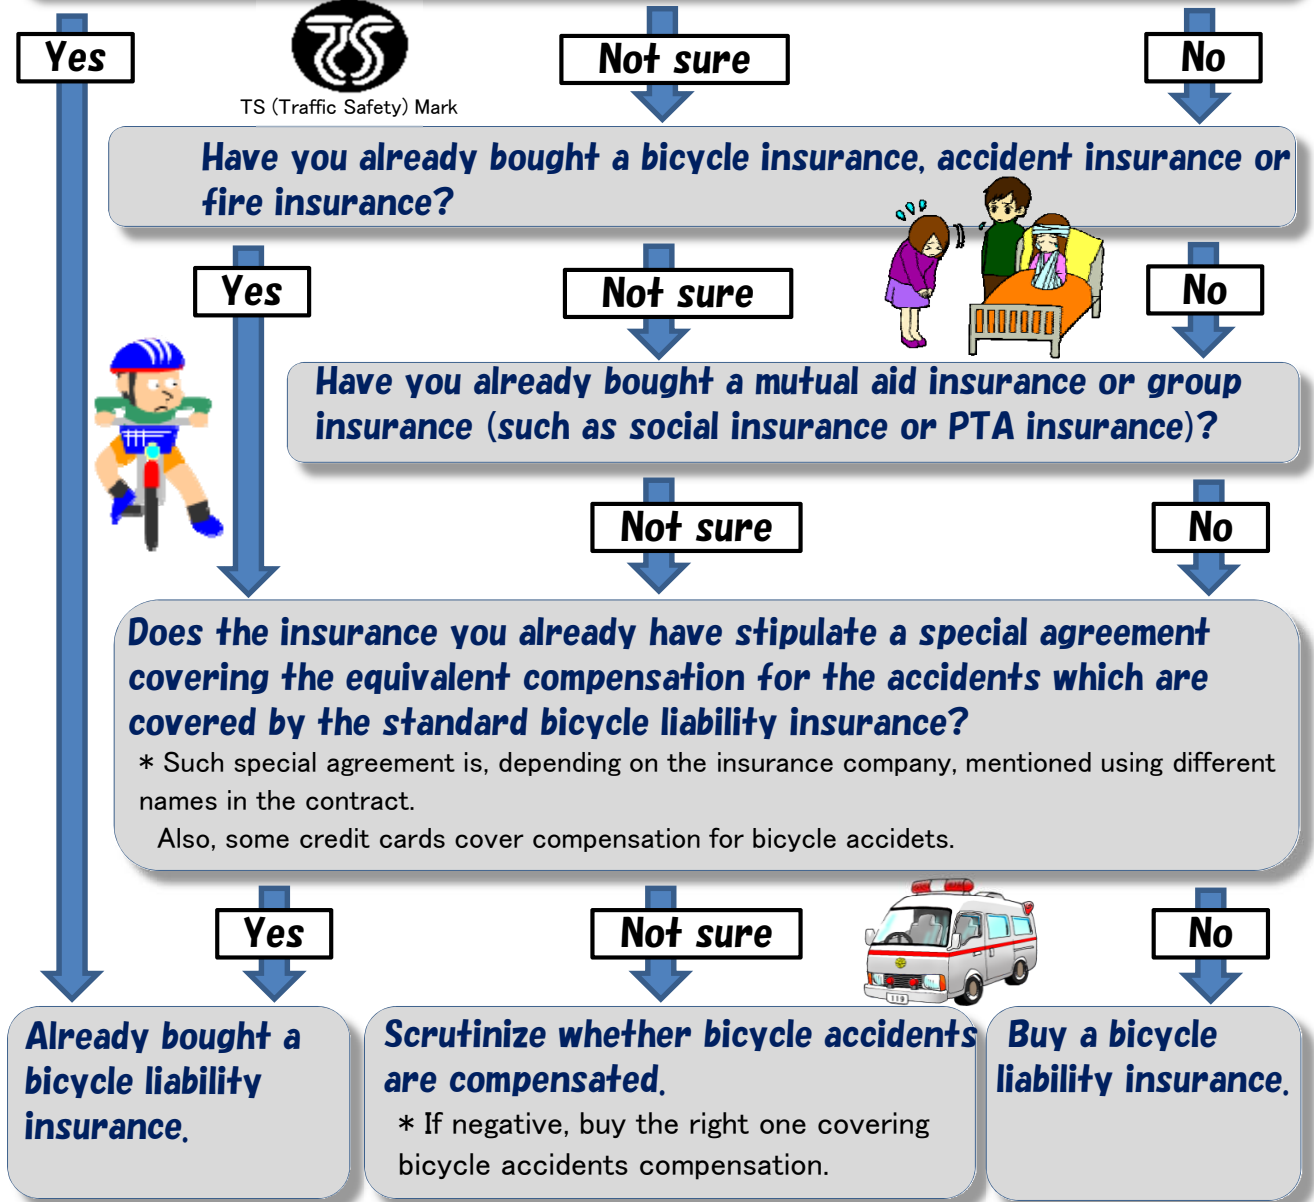 Yes
TS
Not sure
No
TS (Traffic Safety) Mark
Have you already bought a bicycle insurance, accident insurance or
fire insurance?
Yes
Not sure
No
Have you already bought a mutual aid insurance or group
insurance (such as social insurance or PTA insurance)?
Not sure
No
Does the insurance you already have stipulate a special agreement
covering the equivalent compensation for the accidents which are
covered by the standard bicycle liability insurance?
* Such special agreement is, depending on the insurance company, mentioned using different
names in the contract.
Also, some credit cards cover compensation for bicycle accidets.
Yes
Not sure
No
119
Already bought a
bicycle liability
insurance.
Scrutinize whether bicycle accidents
are compensated.
* If negative, buy the right one covering
bicycle accidents compensation.
Buy a bicycle
liability insurance.